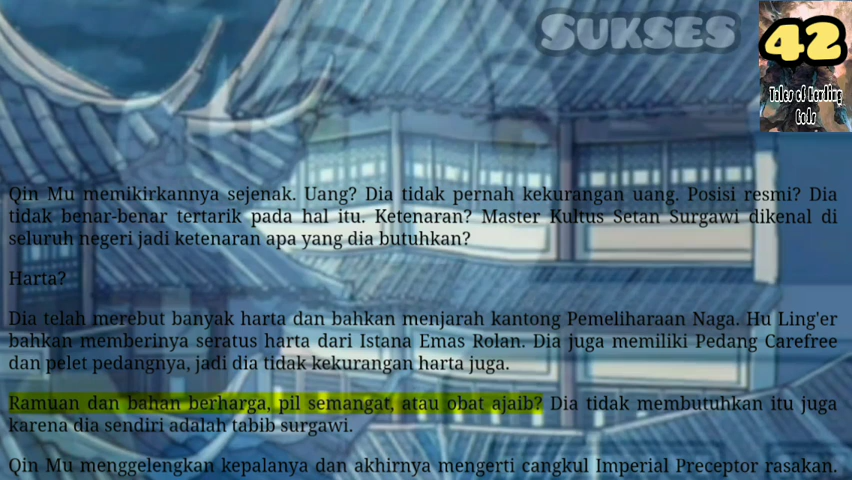 SUKSES
42
Tales of Herding
Gods
Qin Mu memikirkannya sejenak. Uang? Dia tidak pernah kekurangan uang. Posisi resmi? Dia
tidak benar-benar tertarik pada hal itu. Ketenaran? Master Kultus Setan Surgawi dikenal di
seluruh negeri jadi ketenaran apa yang dia butuhkan?
Harta?
Dia telah merebut banyak harta dan bahkan menjarah kantong Pemeliharaan Naga. Hu Ling'er
bahkan memberinya seratus harta dari Istana Emas Rolan. Dia juga memiliki Pedang Carefree
dan pelet pedangnya, jadi dia tidak kekurangan harta juga.
Ramuan dan bahan berharga, pil semangat, atau obat ajaib? Dia tidak membutuhkan itu juga
karena dia sendiri adalah tabib surgawi.
Qin Mu menggelengkan kepalanya dan akhirnya mengerti cangkul Imperial Preceptor rasakan.